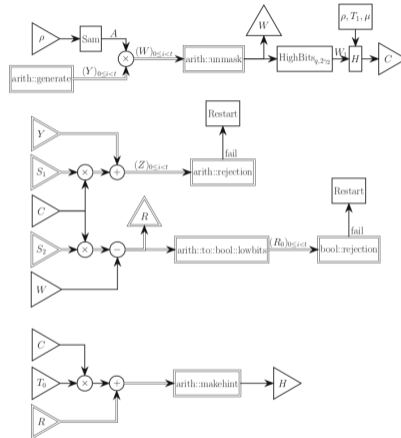 ρ Sam A × (W)0≤i<t arith::unmask W HighBits q,2γ2 W1 ρ, T1, μ H C
arith::generate (Y)0≤i<t
Y
S1 × + (Z)0≤i<t arith::rejection fail Restart
C
S2 × − R arith::to::bool::lowbits (R0)0≤i<t bool::rejection fail Restart
W
C
T0 × + arith::makehint H
R